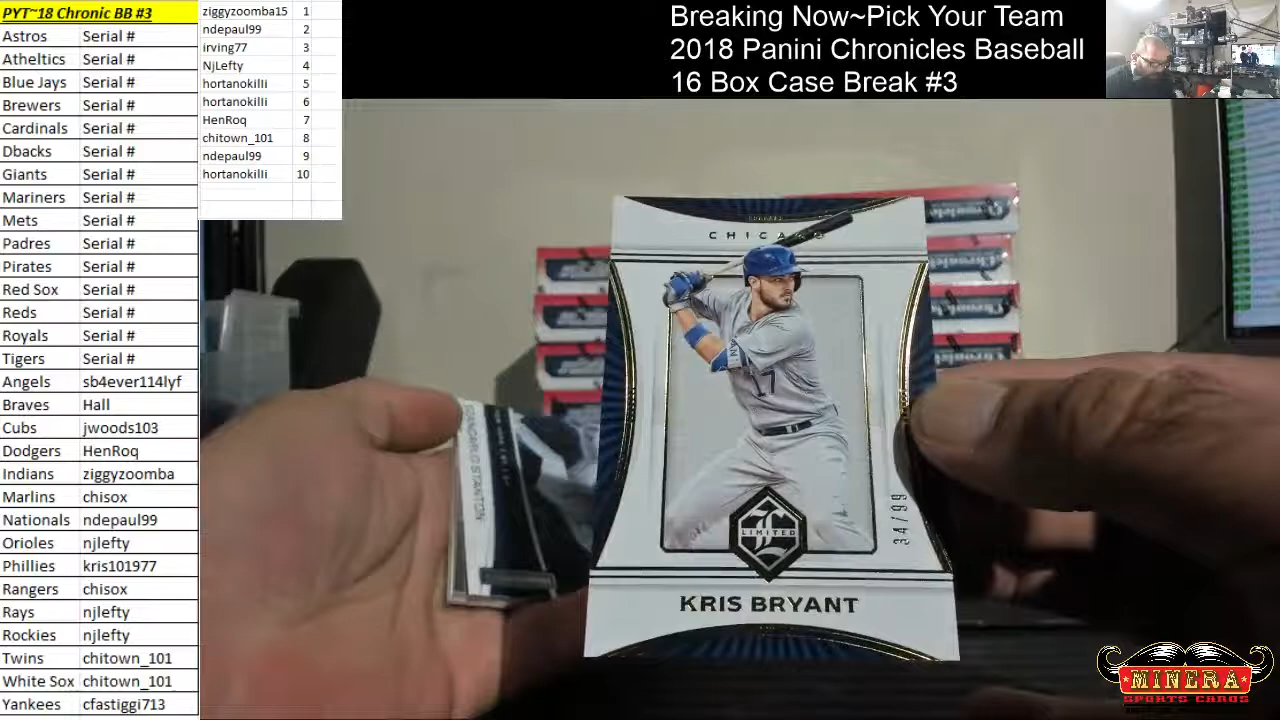 PYT~18 Chronic BB #3
Astros Serial #
Atheltics Serial #
Blue Jays Serial #
Brewers Serial #
Cardinals Serial #
Dbacks Serial #
Giants Serial #
Mariners Serial #
Mets Serial #
Padres Serial #
Pirates Serial #
Red Sox Serial #
Reds Serial #
Royals Serial #
Tigers Serial #
Angels sb4ever114lyf
Braves Hall
Cubs jwoods103
Dodgers HenRoq
Indians ziggyzoomba
Marlins chisox
Nationals ndepaul99
Orioles njlefty
Phillies kris101977
Rangers chisox
Rays njlefty
Rockies njlefty
Twins chitown_101
White Sox chitown_101
Yankees cfastiggi713
ziggyzoomba15 1
ndepaul99 2
irving77 3
NjLefty 4
hortanokilli 5
hortanokilli 6
HenRoq 7
chitown_101 8
ndepaul99 9
hortanokilli 10
Breaking Now~Pick Your Team
2018 Panini Chronicles Baseball
16 Box Case Break #3
CHICAGO
17
LIMITED
34/99
KRIS BRYANT
GIANCARLO STANTON
MINERA
SPORTS CARDS